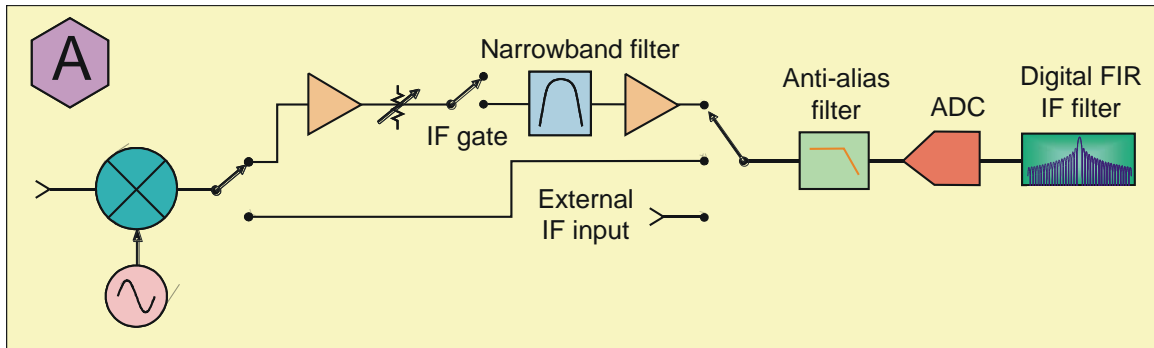 A
Narrowband filter
IF gate
Anti-alias
filter
ADC
Digital FIR
IF filter
External
IF input